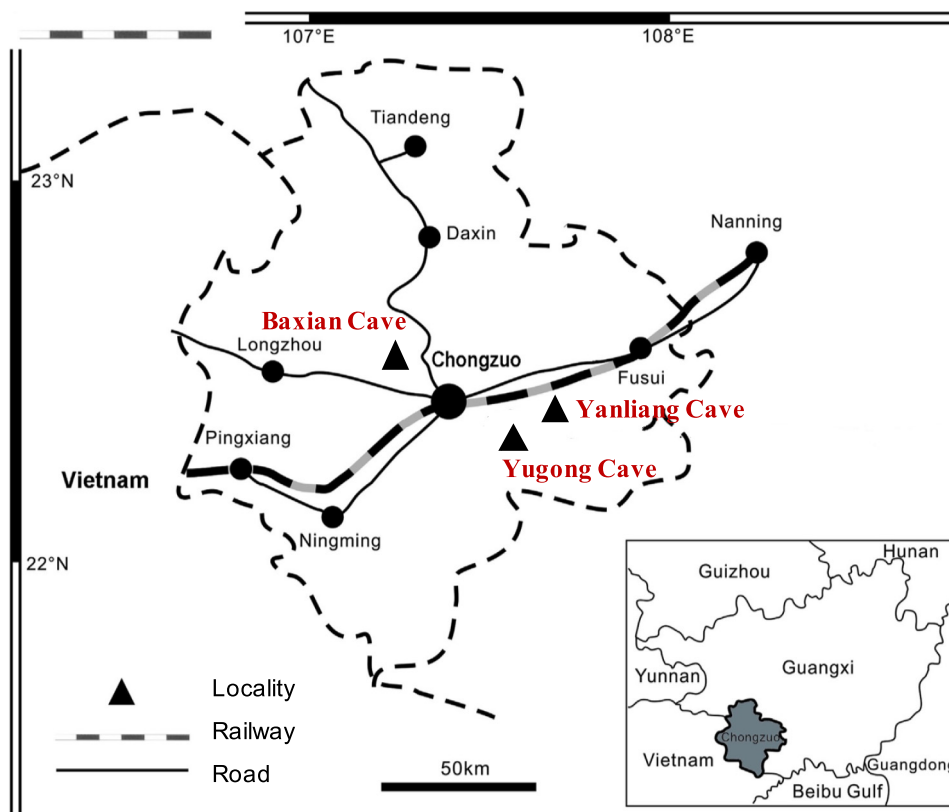 107°E
108°E
Tiandeng
23°N
Nanning
Daxin
Baxian Cave
Longzhou
Chongzuo
Fusui
Yanliang Cave
Pingxiang
Yugong Cave
Vietnam
Ningming
22°N
Hunan
Guizhou
Guangxi
Yunnan
Chongzuo
Vietnam
Guangdong
Beibu Gulf
Locality
Railway
Road
50km